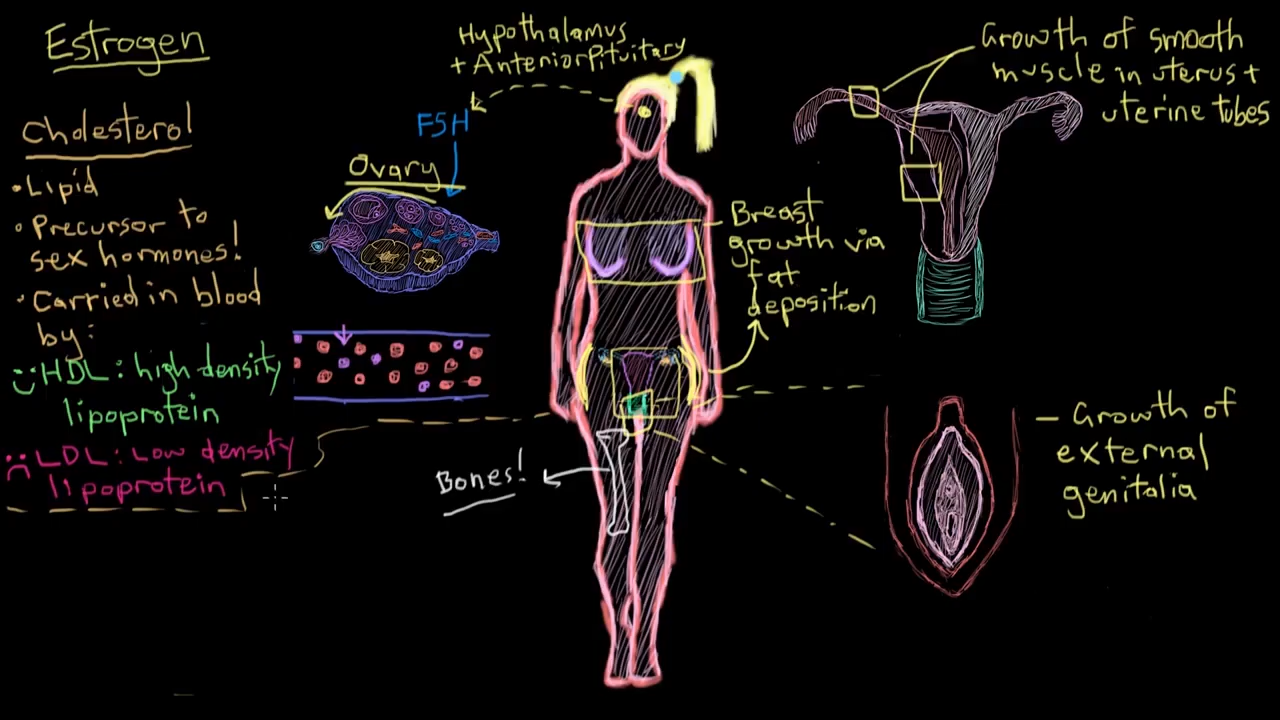 Estrogen
Cholesterol
• Lipid
• Precursor to
sex hormones!
• Carried in blood
by:
HDL: high density
lipoprotein
LDL: Low density
lipoprotein
Hypothalamus
+ Anterior Pituitary
FSH
Ovary
Bones!
Breast
growth via
fat
deposition
Growth of smooth
muscle in uterus +
uterine tubes
- Growth of
external
genitalia